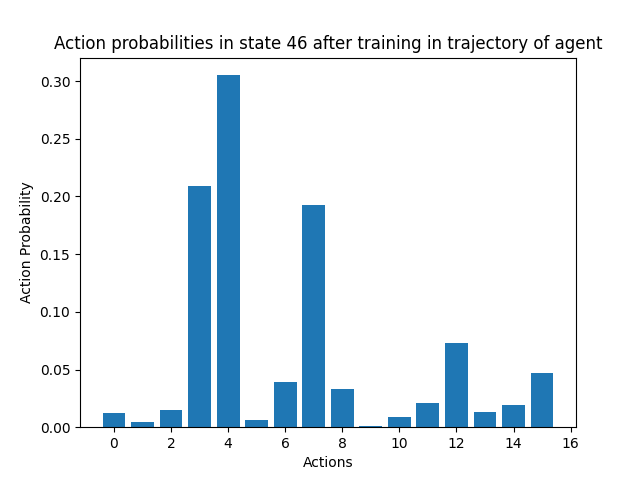 Action probabilities in state 46 after training in trajectory of agent
0.30
0.25
0.20
0.15
0.10
0.05
0.00
Action Probability
0 2 4 6 8 10 12 14 16
Actions